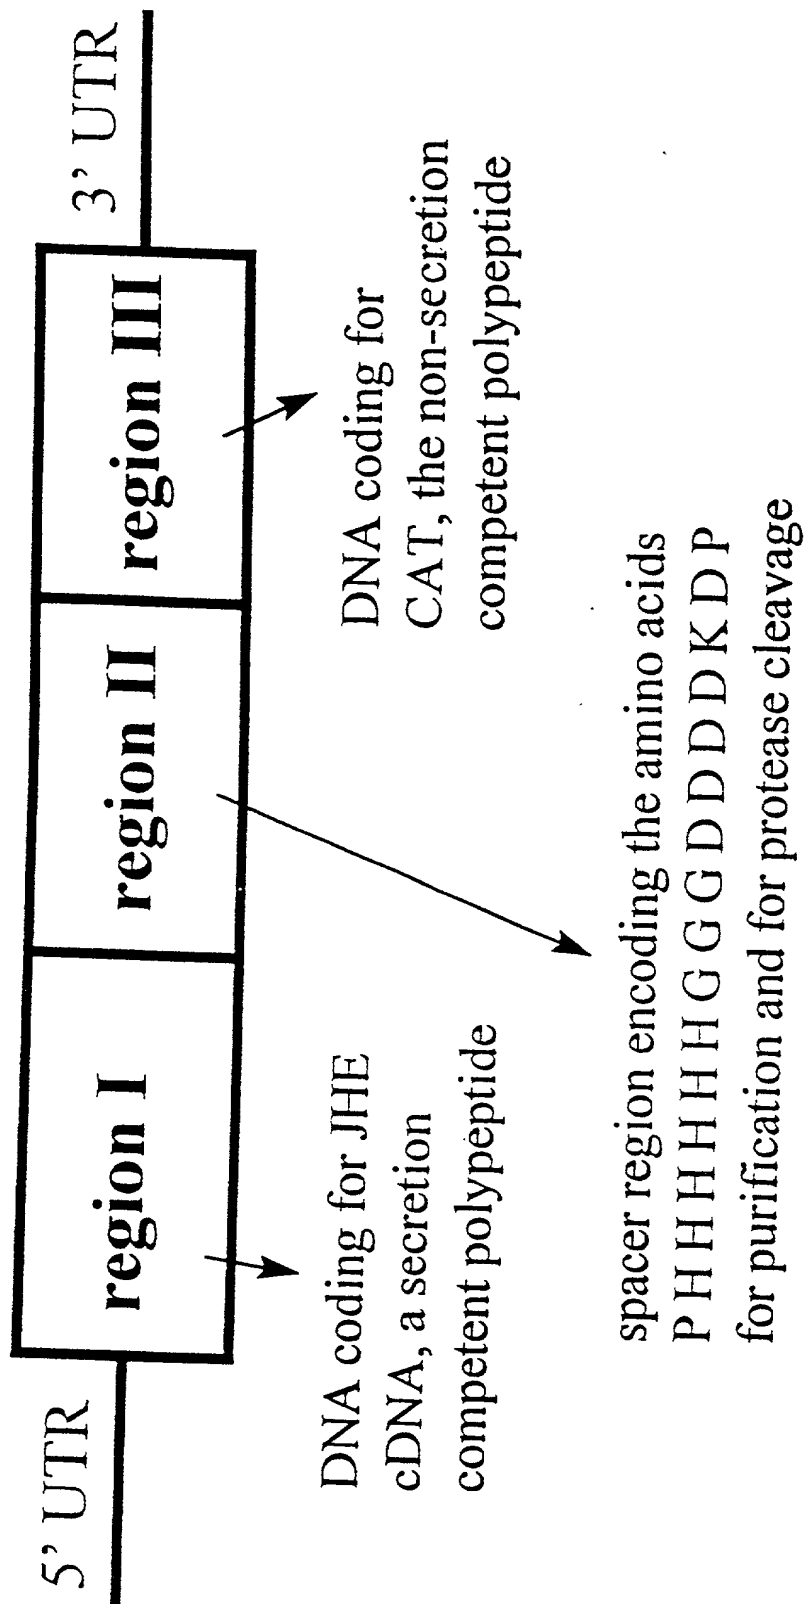 5’ UTR
region I
region II
region III
3’ UTR
DNA coding for JHE
cDNA, a secretion
competent polypeptide
DNA coding for
CAT, the non-secretion
competent polypeptide
spacer region encoding the amino acids
P H H H H H H G G G D D D D K D P
for purification and for protease cleavage